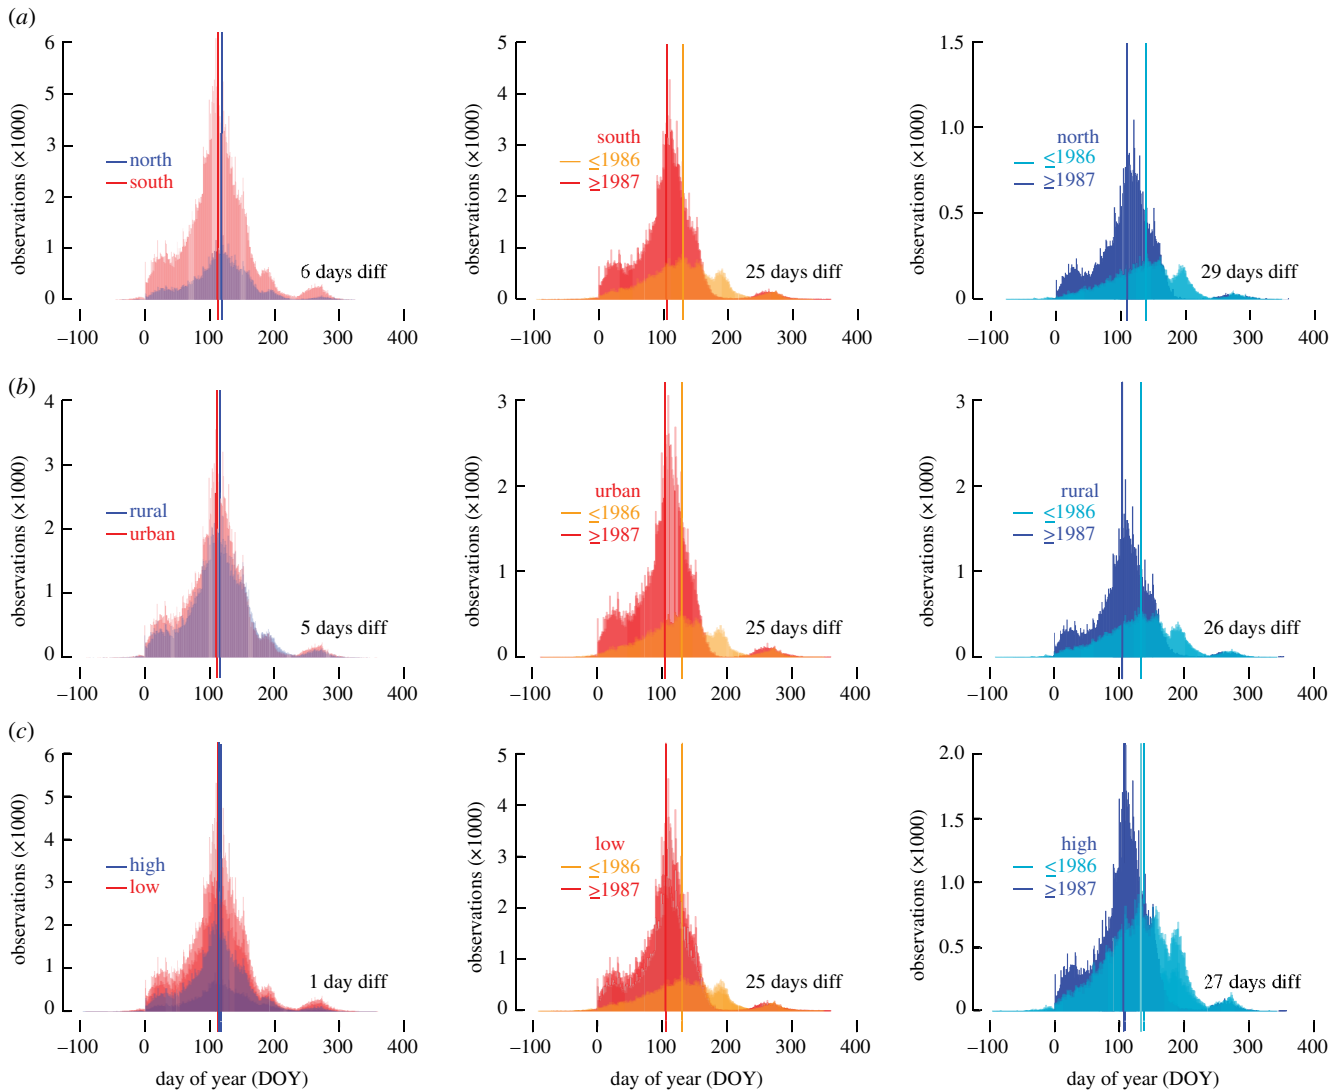 (a)
observations (×1000)
6
5
3
2
1
0
north
south
6 days diff
–100 0 100 200 300 400
observations (×1000)
5
4
3
2
1
0
south
≤1986
≥1987
25 days diff
–100 0 100 200 300 400
observations (×1000)
1.5
1.0
0.5
0
north
≤1986
≥1987
29 days diff
–100 0 100 200 300 400
(b)
observations (×1000)
4
3
2
1
0
rural
urban
5 days diff
–100 0 100 200 300 400
observations (×1000)
3
2
1
0
urban
≤1986
≥1987
25 days diff
–100 0 100 200 300 400
observations (×1000)
3
2
1
0
rural
≤1986
≥1987
26 days diff
–100 0 100 200 300 400
(c)
observations (×1000)
6
5
4
3
2
1
0
high
low
1 day diff
–100 0 100 200 300 400
day of year (DOY)
observations (×1000)
5
4
3
2
1
0
low
≤1986
≥1987
25 days diff
–100 0 100 200 300 400
day of year (DOY)
observations (×1000)
2.0
1.5
1.0
0.5
0
high
≤1986
≥1987
27 days diff
–100 0 100 200 300 400
day of year (DOY)